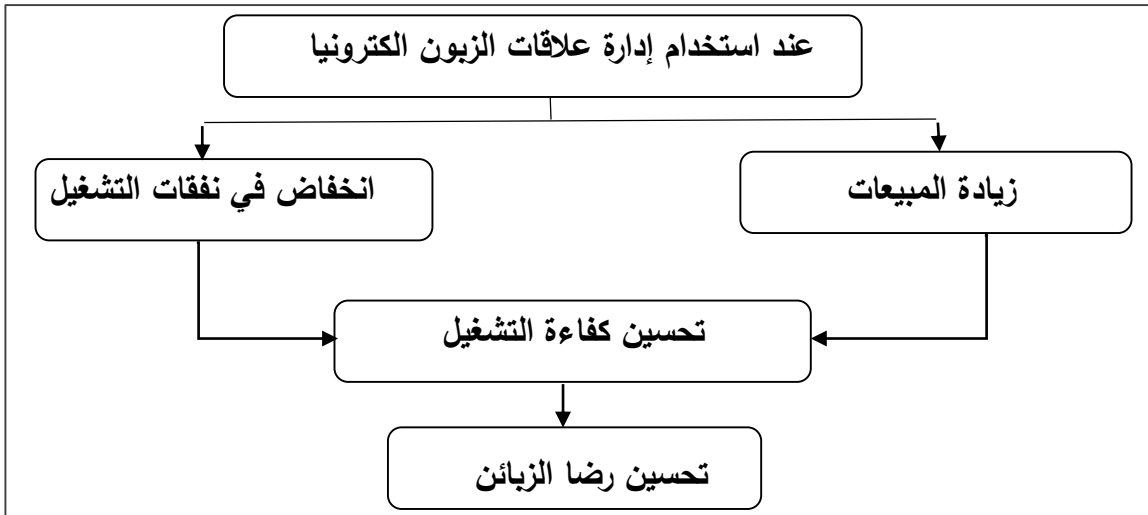 عند استخدام إدارة علاقات الزبون الكترونيا
زيادة المبيعات
انخفاض في نفقات التشغيل
تحسين كفاءة التشغيل
تحسين رضا الزبائن